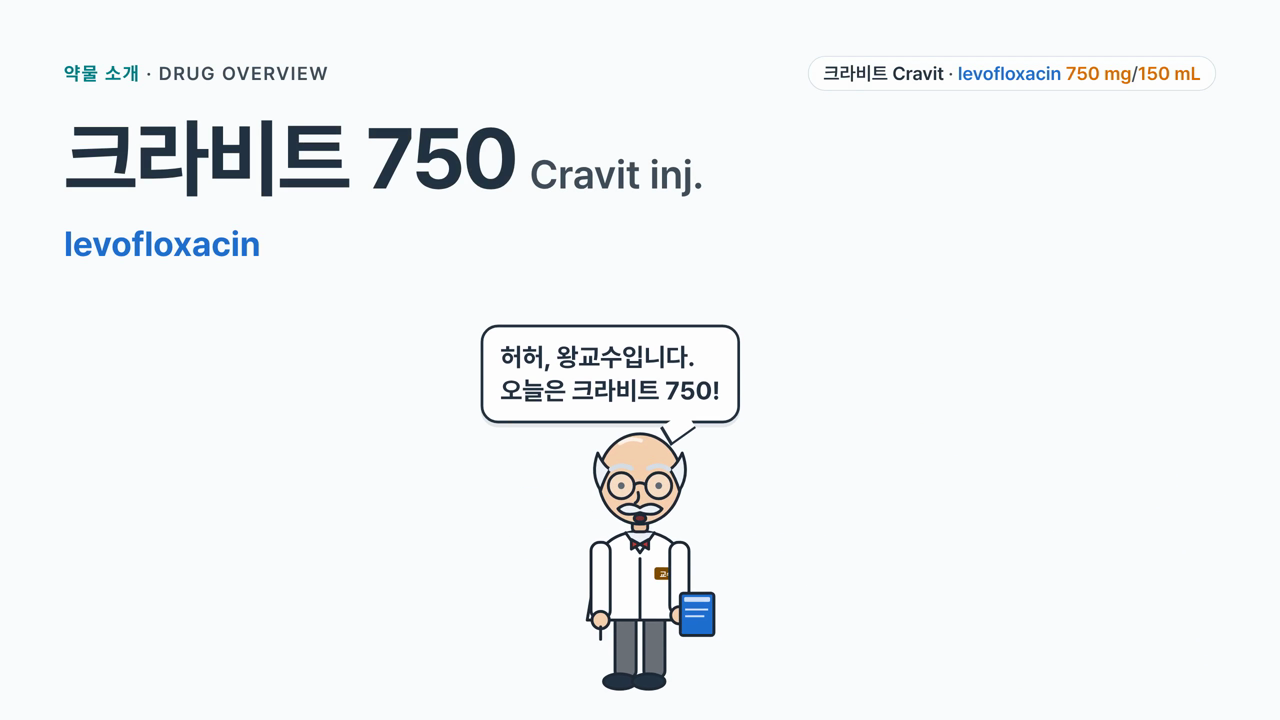 약물 소개 · DRUG OVERVIEW
크라비트 Cravit · levofloxacin 750 mg/150 mL
크라비트 750 Cravit inj.
levofloxacin
허허, 왕교수입니다.
오늘은 크라비트 750!